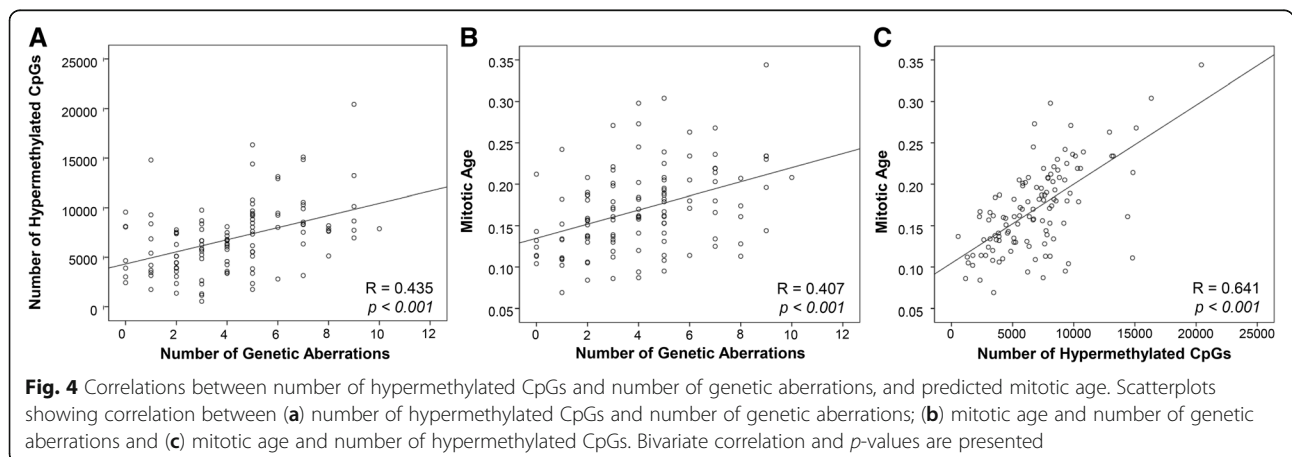 A
Number of Hypermethylated CpGs
25000
20000
15000
10000
5000
0
0 2 4 6 8 10 12
Number of Genetic Aberrations
R = 0.435
p < 0.001
B
Mitotic Age
0.35
0.30
0.25
0.20
0.15
0.10
0.05
0 2 4 6 8 10 12
Number of Genetic Aberrations
R = 0.407
p < 0.001
C
Mitotic Age
0.35
0.30
0.25
0.20
0.15
0.10
0.05
0 5000 10000 15000 20000 25000
Number of Hypermethylated CpGs
R = 0.641
p < 0.001
Fig. 4 Correlations between number of hypermethylated CpGs and number of genetic aberrations, and predicted mitotic age. Scatterplots
showing correlation between (a) number of hypermethylated CpGs and number of genetic aberrations; (b) mitotic age and number of genetic
aberrations and (c) mitotic age and number of hypermethylated CpGs. Bivariate correlation and p-values are presented